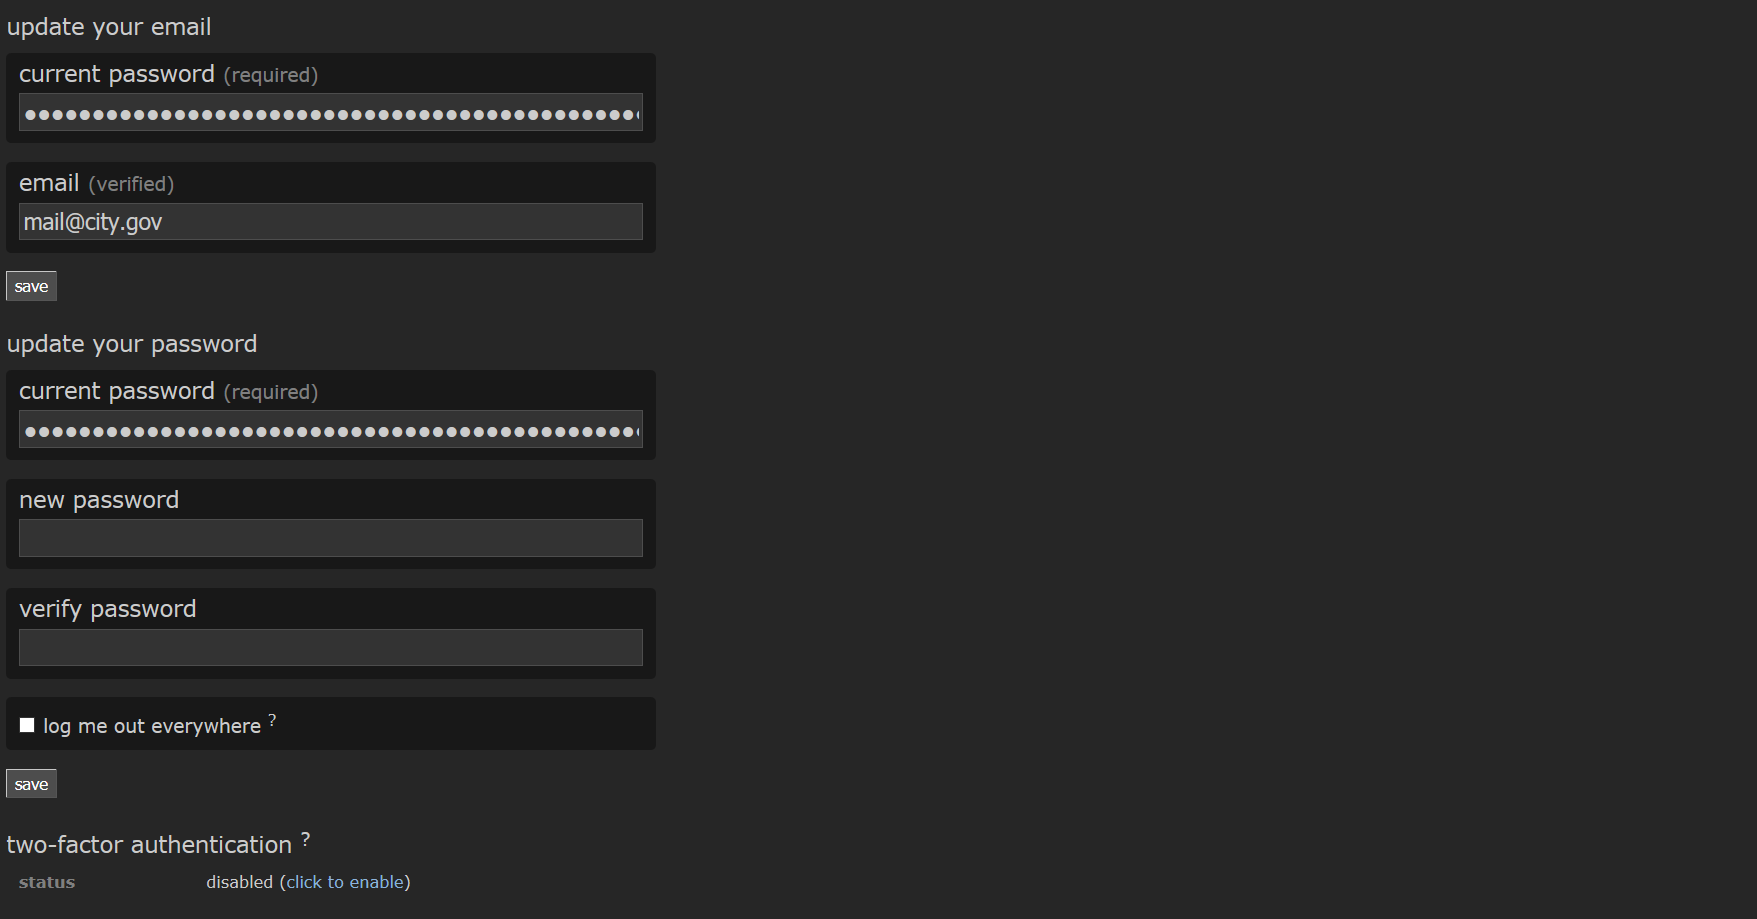 update your email
current password (required)
email (verified)
mail@city.gov
save
update your password
current password (required)
new password
verify password
log me out everywhere ?
save
two-factor authentication ?
status disabled (click to enable)